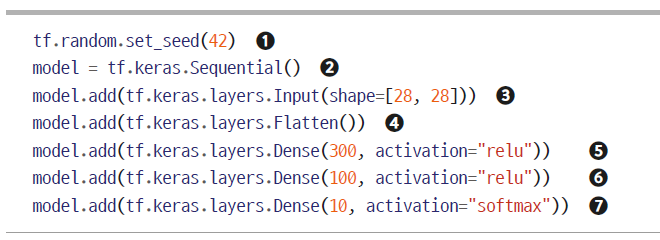 tf.random.set_seed(42) ❶
model = tf.keras.Sequential() ❷
model.add(tf.keras.layers.Input(shape=[28, 28])) ❸
model.add(tf.keras.layers.Flatten()) ❹
model.add(tf.keras.layers.Dense(300, activation="relu")) ❺
model.add(tf.keras.layers.Dense(100, activation="relu")) ❻
model.add(tf.keras.layers.Dense(10, activation="softmax")) ❼